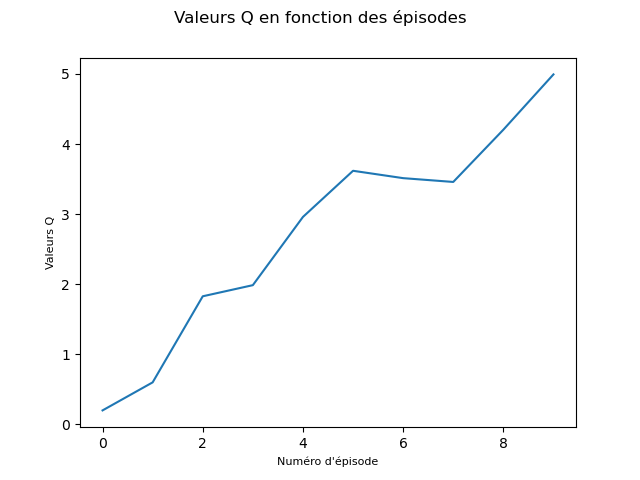 Valeurs Q en fonction des épisodes
5
4
3
2
1
0
Valeurs Q
0 2 4 6 8
Numéro d'épisode